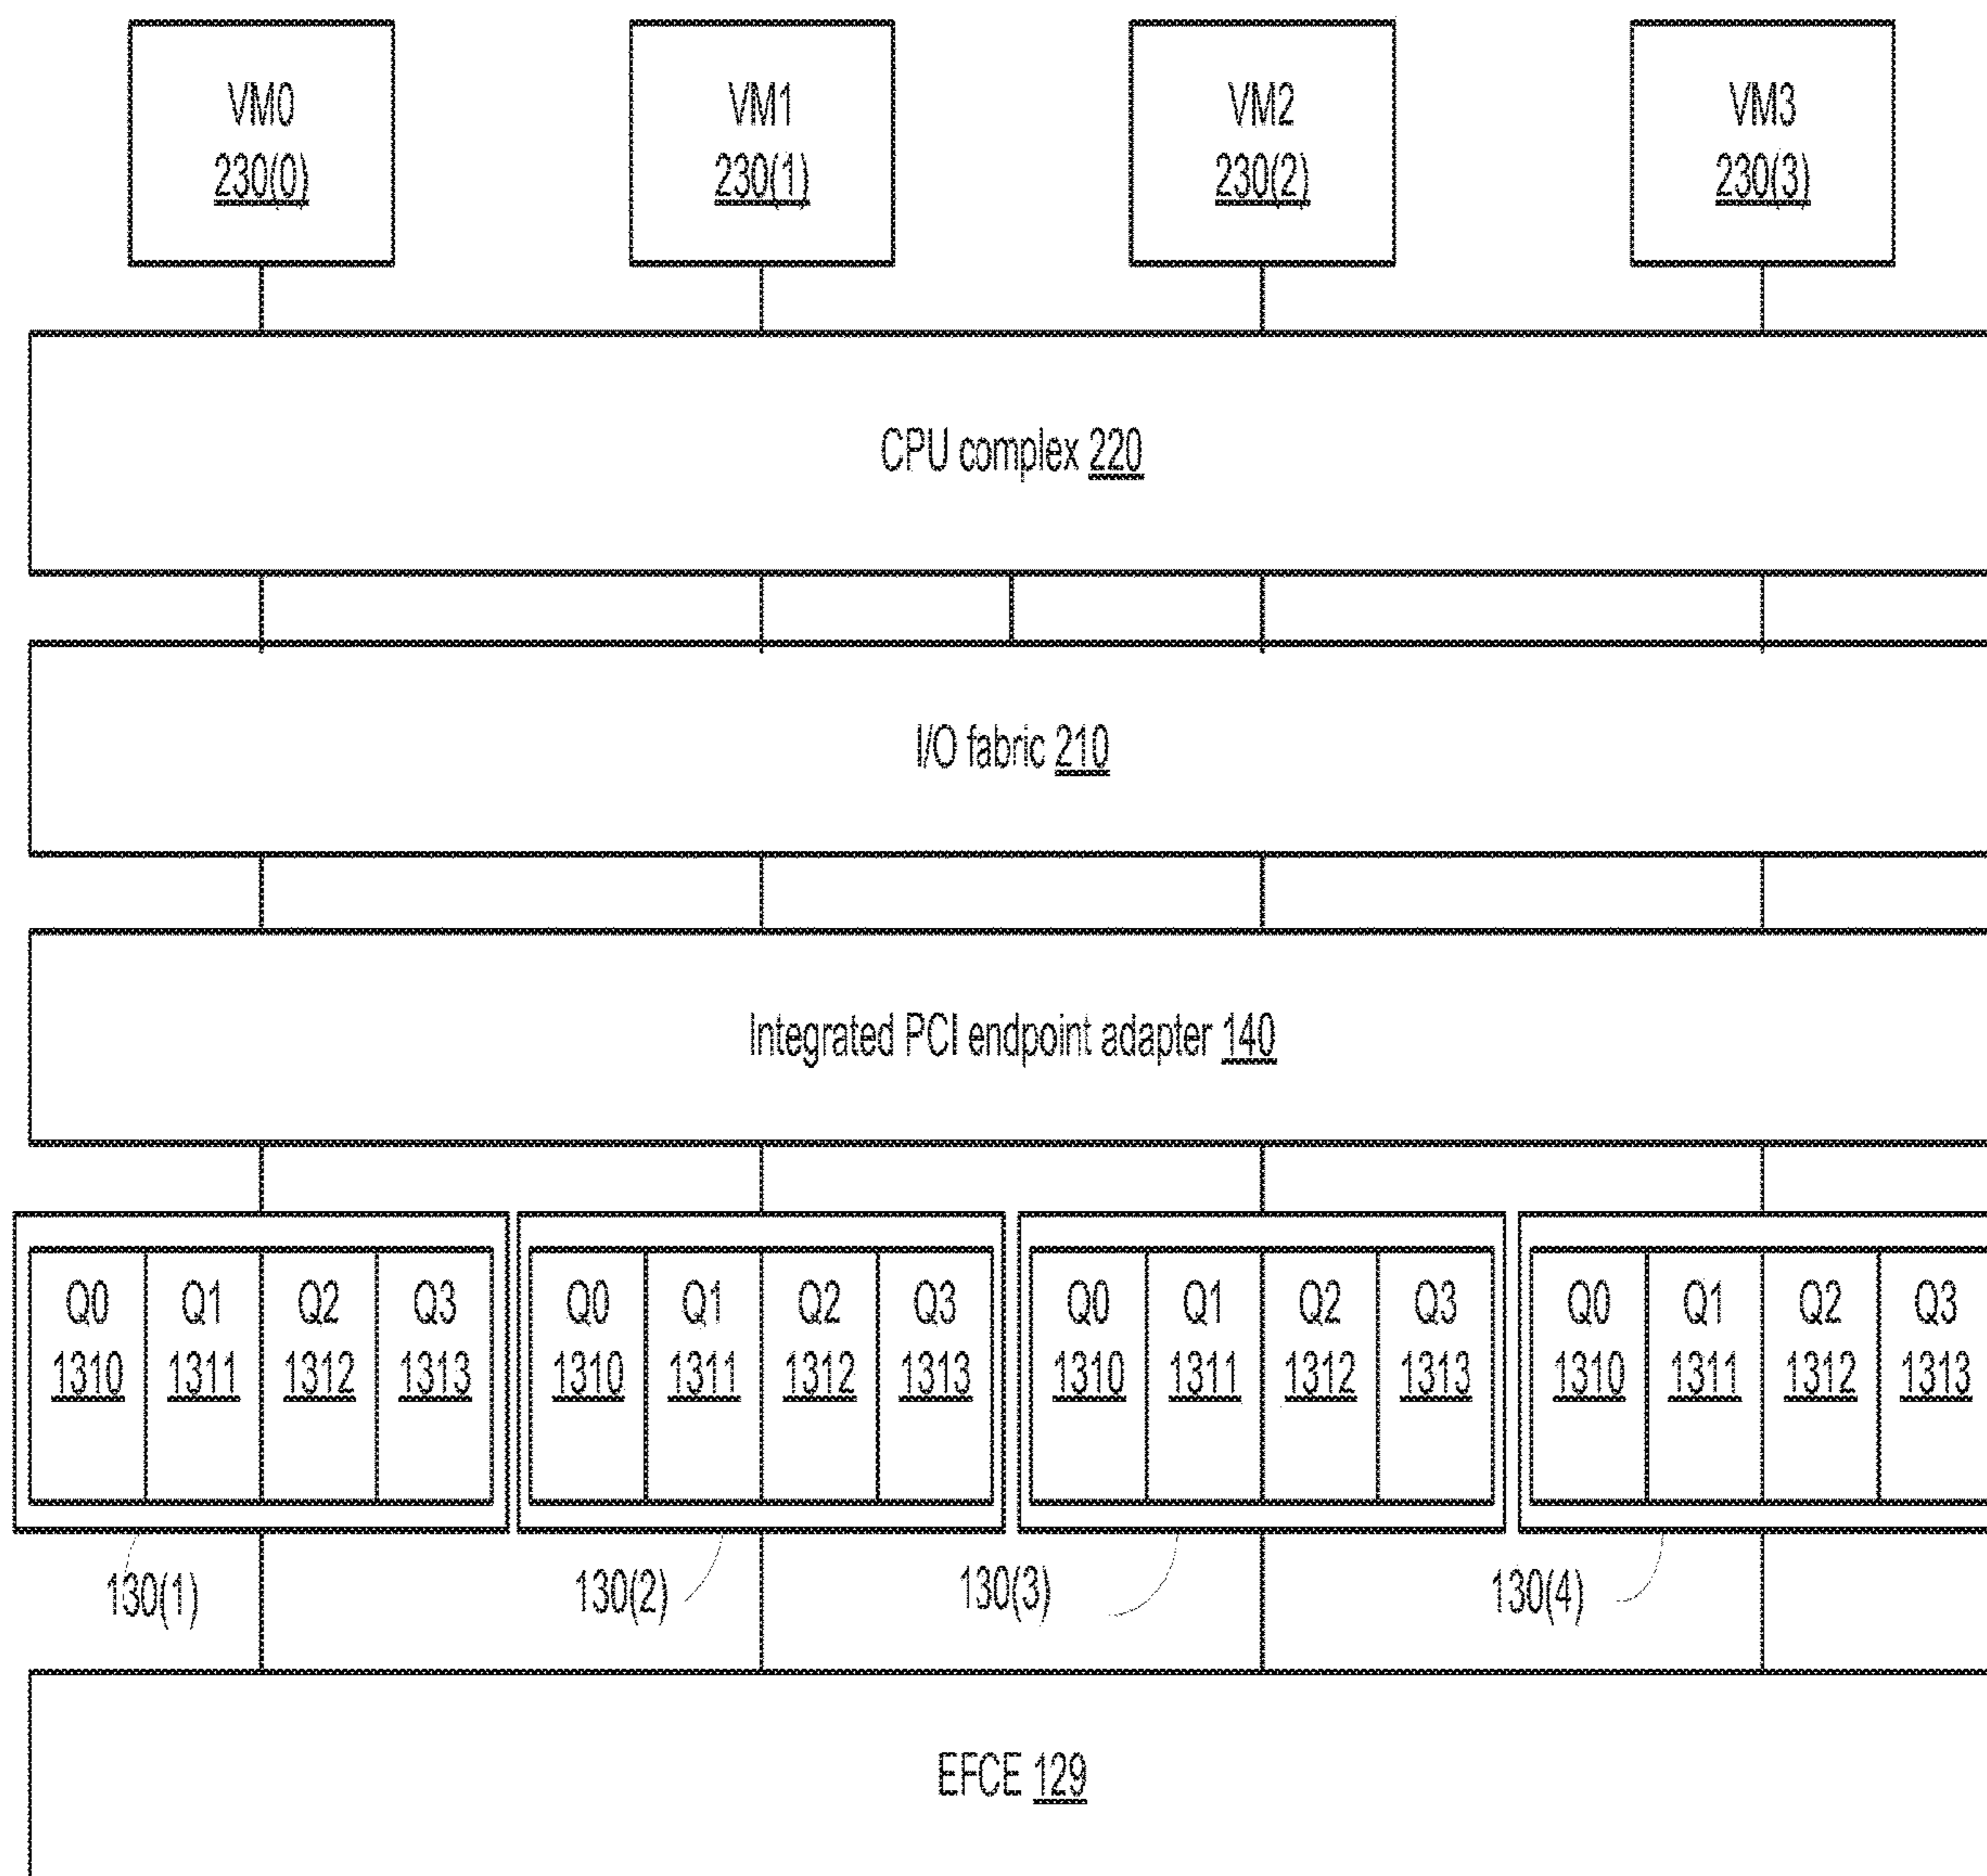 VM0 VM1 VM2 VM3
230(0) 230(1) 230(2) 230(3)
CPU complex 220
I/O fabric 210
Integrated PCI endpoint adapter 140
Q0 Q1 Q2 Q3 Q0 Q1 Q2 Q3 Q0 Q1 Q2 Q3 Q0 Q1 Q2 Q3
1310 1311 1312 1313 1310 1311 1312 1313 1310 1311 1312 1313 1310 1311 1312 1313
130(1) 130(2) 130(3) 130(4)
EFCE 129